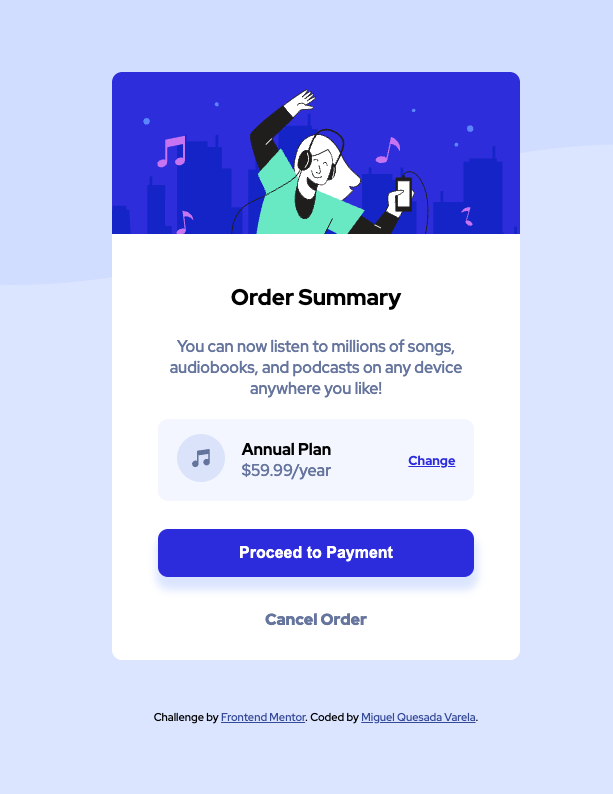 Order Summary
You can now listen to millions of songs,
audiobooks, and podcasts on any device
anywhere you like!
Annual Plan
$59.99/year
Change
Proceed to Payment
Cancel Order
Challenge by Frontend Mentor. Coded by Miguel Quesada Varela.